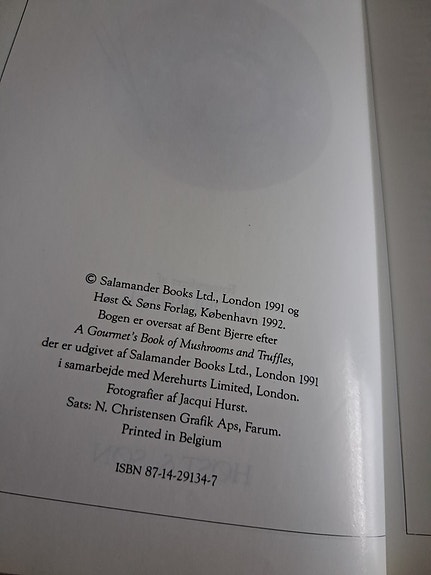 © Salamander Books Ltd., London 1991 og
Høst & Søns Forlag, København 1992.
Bogen er oversat af Bent Bjerre efter
A Gourmet's Book of Mushrooms and Truffles,
der er udgivet af Salamander Books Ltd., London 1991
i samarbejde med Merehurts Limited, London.
Fotografier af Jacqui Hurst.
Sats: N. Christensen Grafik Aps, Farum.
Printed in Belgium
ISBN 87-14-29134-7